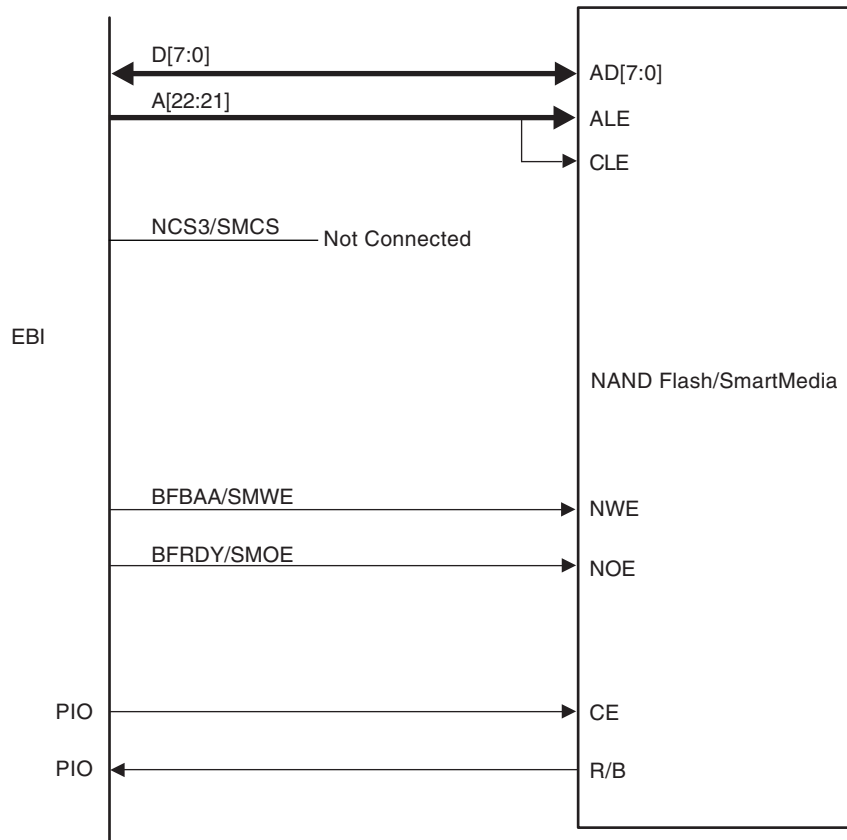 D[7:0]
AD[7:0]
A[22:21]
ALE
CLE
NCS3/SMCS
Not Connected
EBI
NAND Flash/SmartMedia
BFBAA/SMWE
NWE
BFRDY/SMOE
NOE
PIO
CE
PIO
R/B